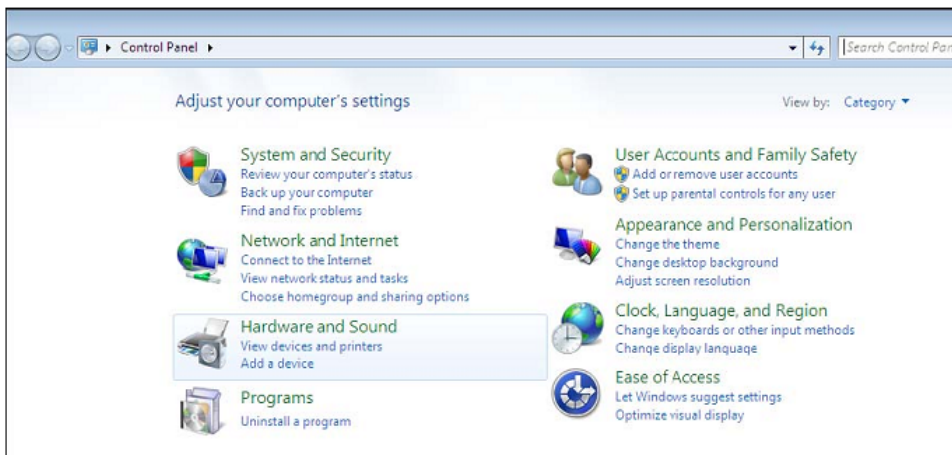 Control Panel
Search Control Pan
Adjust your computer's settings
View by: Category
System and Security
Review your computer's status
Back up your computer
Find and fix problems
Network and Internet
Connect to the Internet
View network status and tasks
Choose homegroup and sharing options
Hardware and Sound
View devices and printers
Add a device
Programs
Uninstall a program
User Accounts and Family Safety
Add or remove user accounts
Set up parental controls for any user
Appearance and Personalization
Change the theme
Change desktop background
Adjust screen resolution
Clock, Language, and Region
Change keyboards or other input methods
Change display language
Ease of Access
Let Windows suggest settings
Optimize visual display